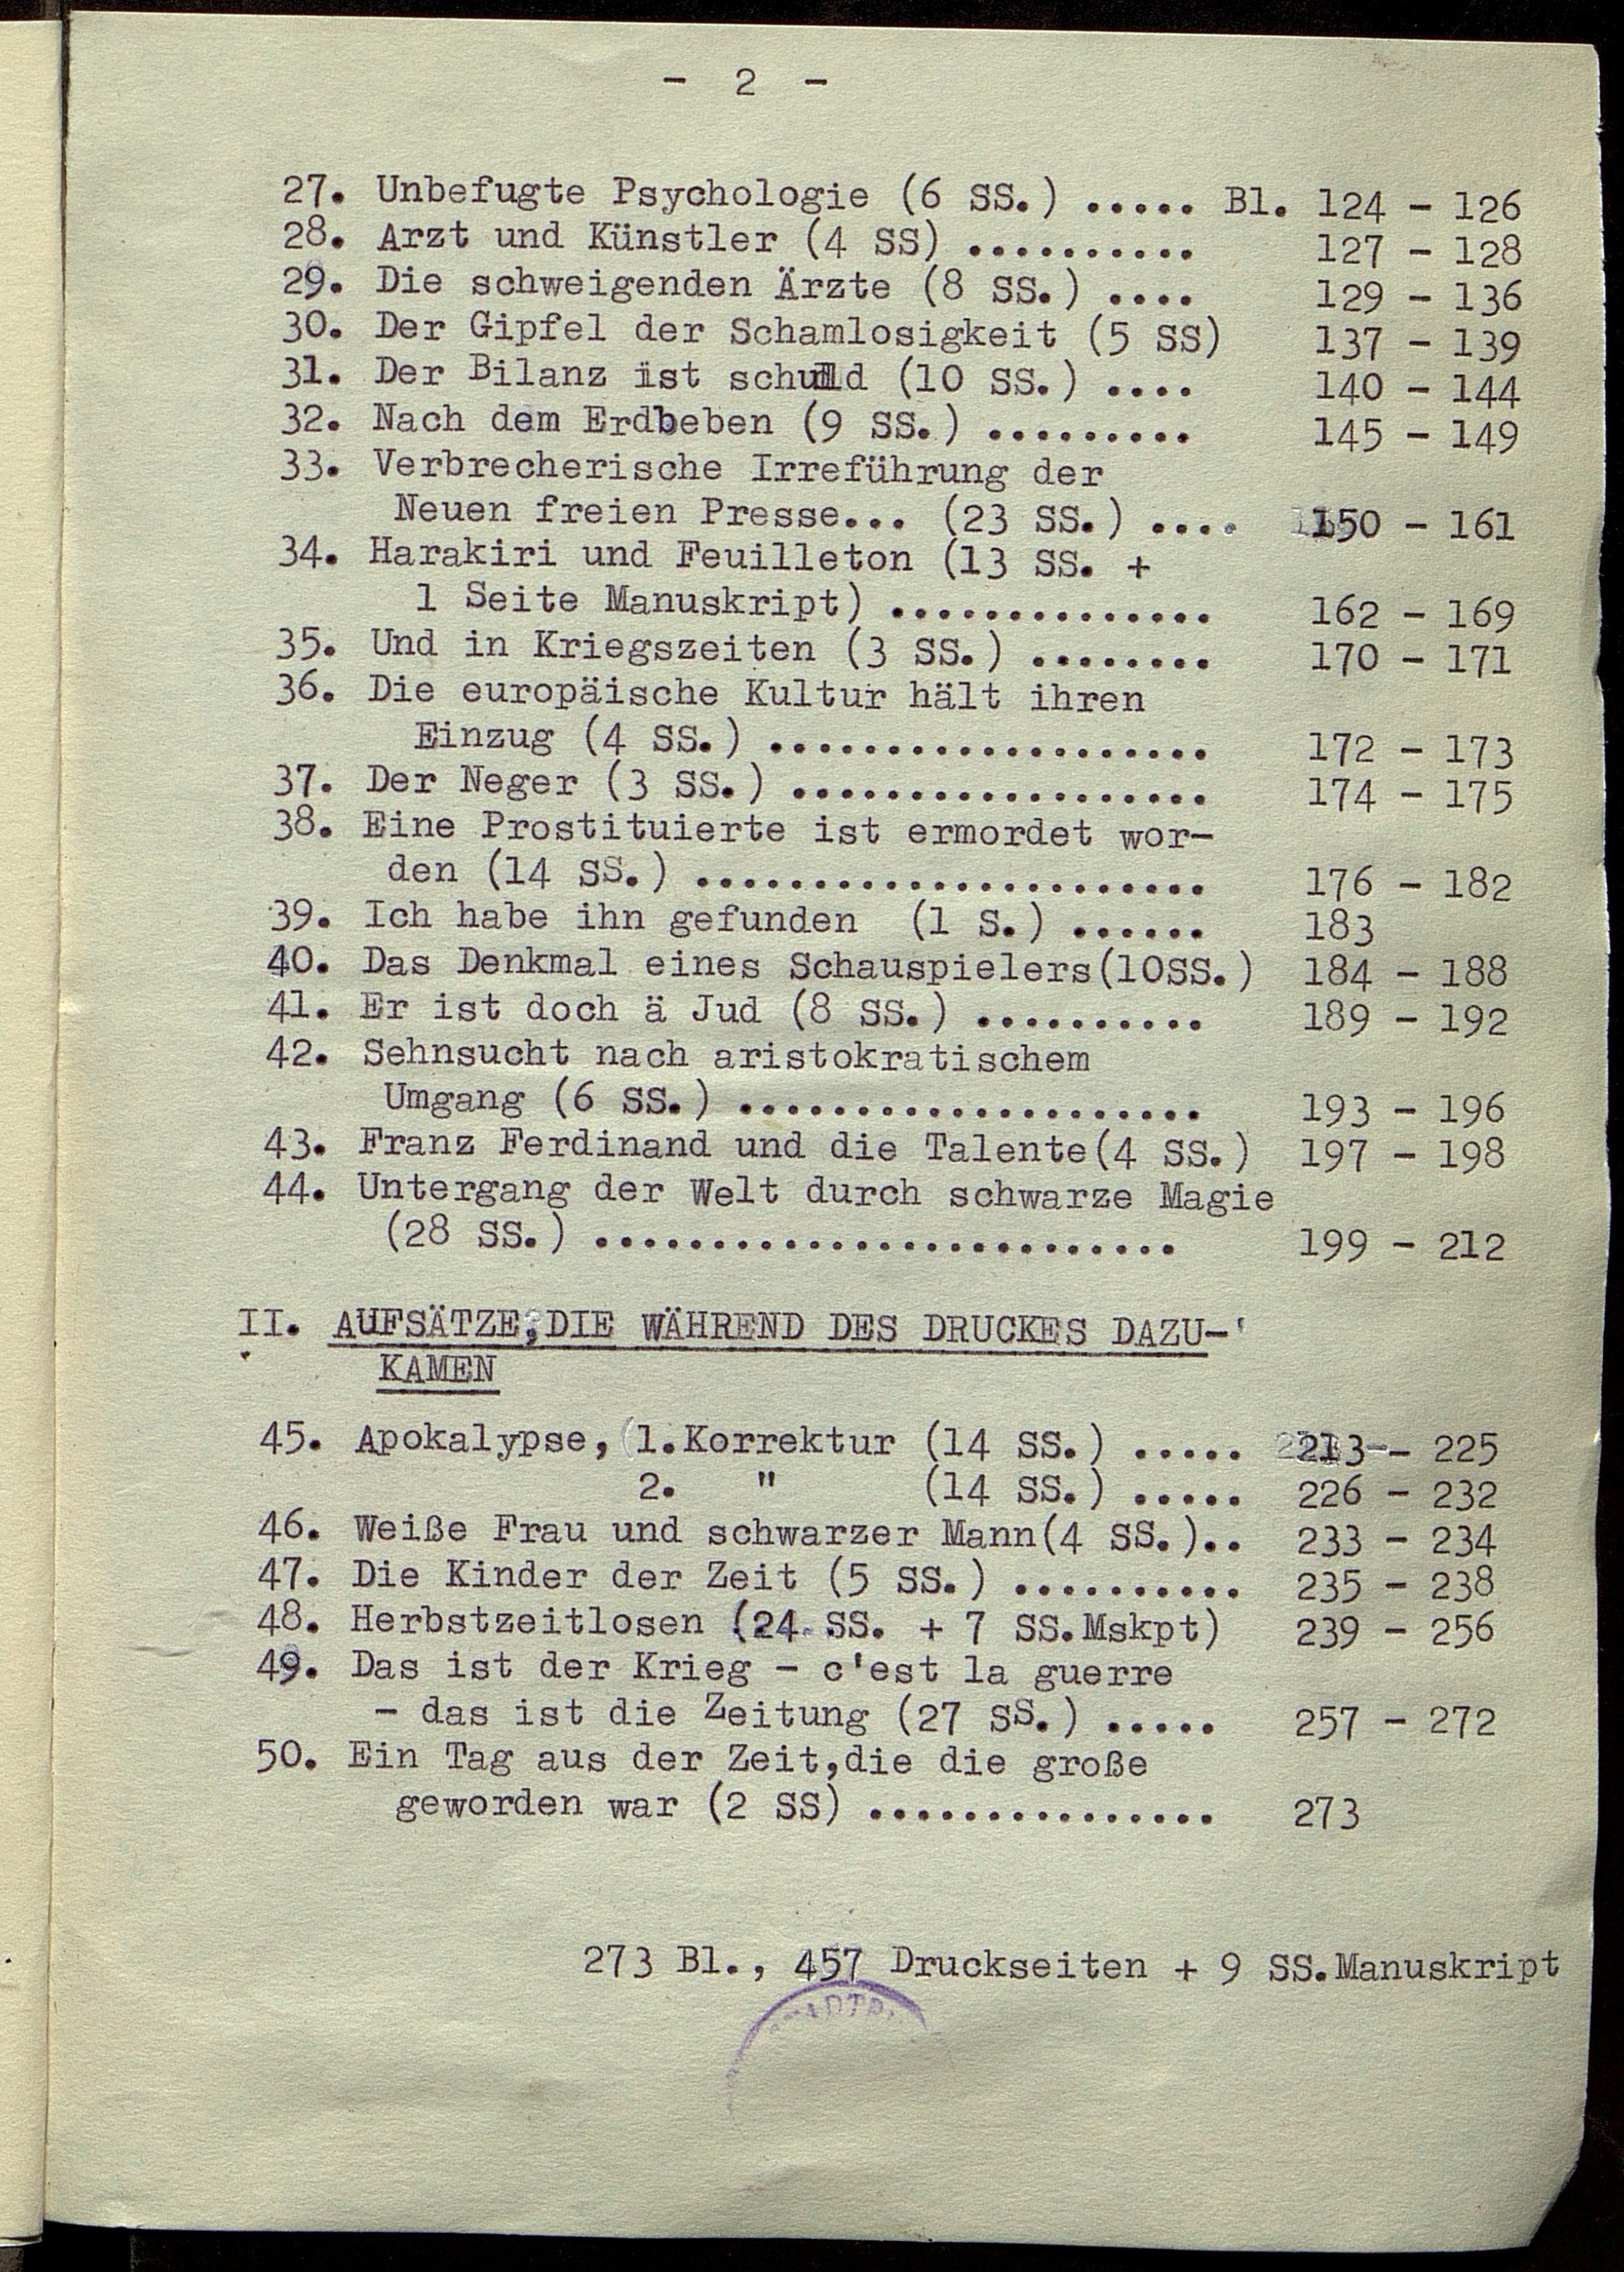 - 2 -
27. Unbefugte Psychologie (6 SS.) ..... Bl. 124 - 126
28. Arzt und Künstler (4 SS) .......... 127 - 128
29. Die schweigenden Ärzte (8 SS.) .... 129 - 136
30. Der Gipfel der Schamlosigkeit (5 SS) 137 - 139
31. Der Bilanz ist schuld (10 SS.) .... 140 - 144
32. Nach dem Erdbeben (9 SS.) ......... 145 - 149
33. Verbrecherische Irreführung der
Neuen freien Presse... (23 SS.) .... 150 - 161
34. Harakiri und Feuilleton (13 SS. +
1 Seite Manuskript) .............. 162 - 169
35. Und in Kriegszeiten (3 SS.) ........ 170 - 171
36. Die europäische Kultur hält ihren
Einzug (4 SS.) ................... 172 - 173
37. Der Neger (3 SS.) .................. 174 - 175
38. Eine Prostituierte ist ermordet wor-
den (14 SS.) ...................... 176 - 182
39. Ich habe ihn gefunden (1 S.) ...... 183
40. Das Denkmal eines Schauspielers(10SS.) 184 - 188
41. Er ist doch ä Jud (8 SS.) .......... 189 - 192
42. Sehnsucht nach aristokratischem
Umgang (6 SS.) .................... 193 - 196
43. Franz Ferdinand und die Talente(4 SS.) 197 - 198
44. Untergang der Welt durch schwarze Magie
(28 SS.) ......................... 199 - 212
II. AUFSÄTZE,DIE WÄHREND DES DRUCKES DAZU-
KAMEN
45. Apokalypse, (1.Korrektur (14 SS.) ..... 213 - 225
2. " (14 SS.) ..... 226 - 232
46. Weiße Frau und schwarzer Mann(4 SS.).. 233 - 234
47. Die Kinder der Zeit (5 SS.) .......... 235 - 238
48. Herbstzeitlosen (24 SS. + 7 SS.Mskpt) 239 - 256
49. Das ist der Krieg - c'est la guerre
- das ist die Zeitung (27 SS.) ..... 257 - 272
50. Ein Tag aus der Zeit,die die große
geworden war (2 SS) ............... 273
273 Bl., 457 Druckseiten + 9 SS.Manuskript